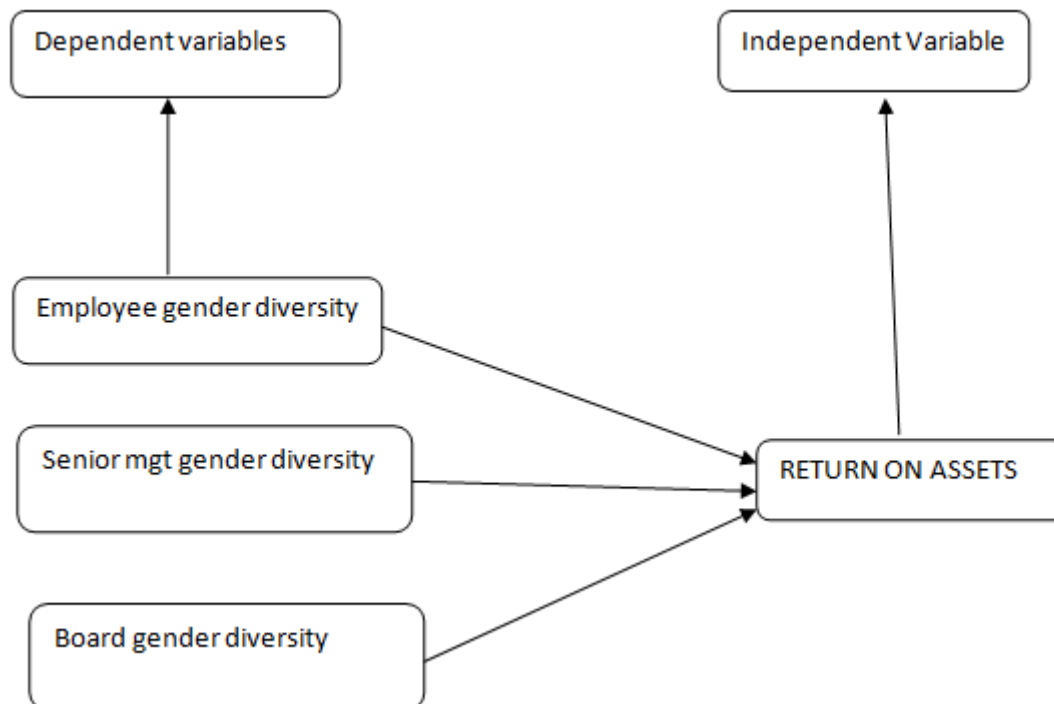 Dependent variables
Independent Variable
Employee gender diversity
Senior mgt gender diversity
RETURN ON ASSETS
Board gender diversity